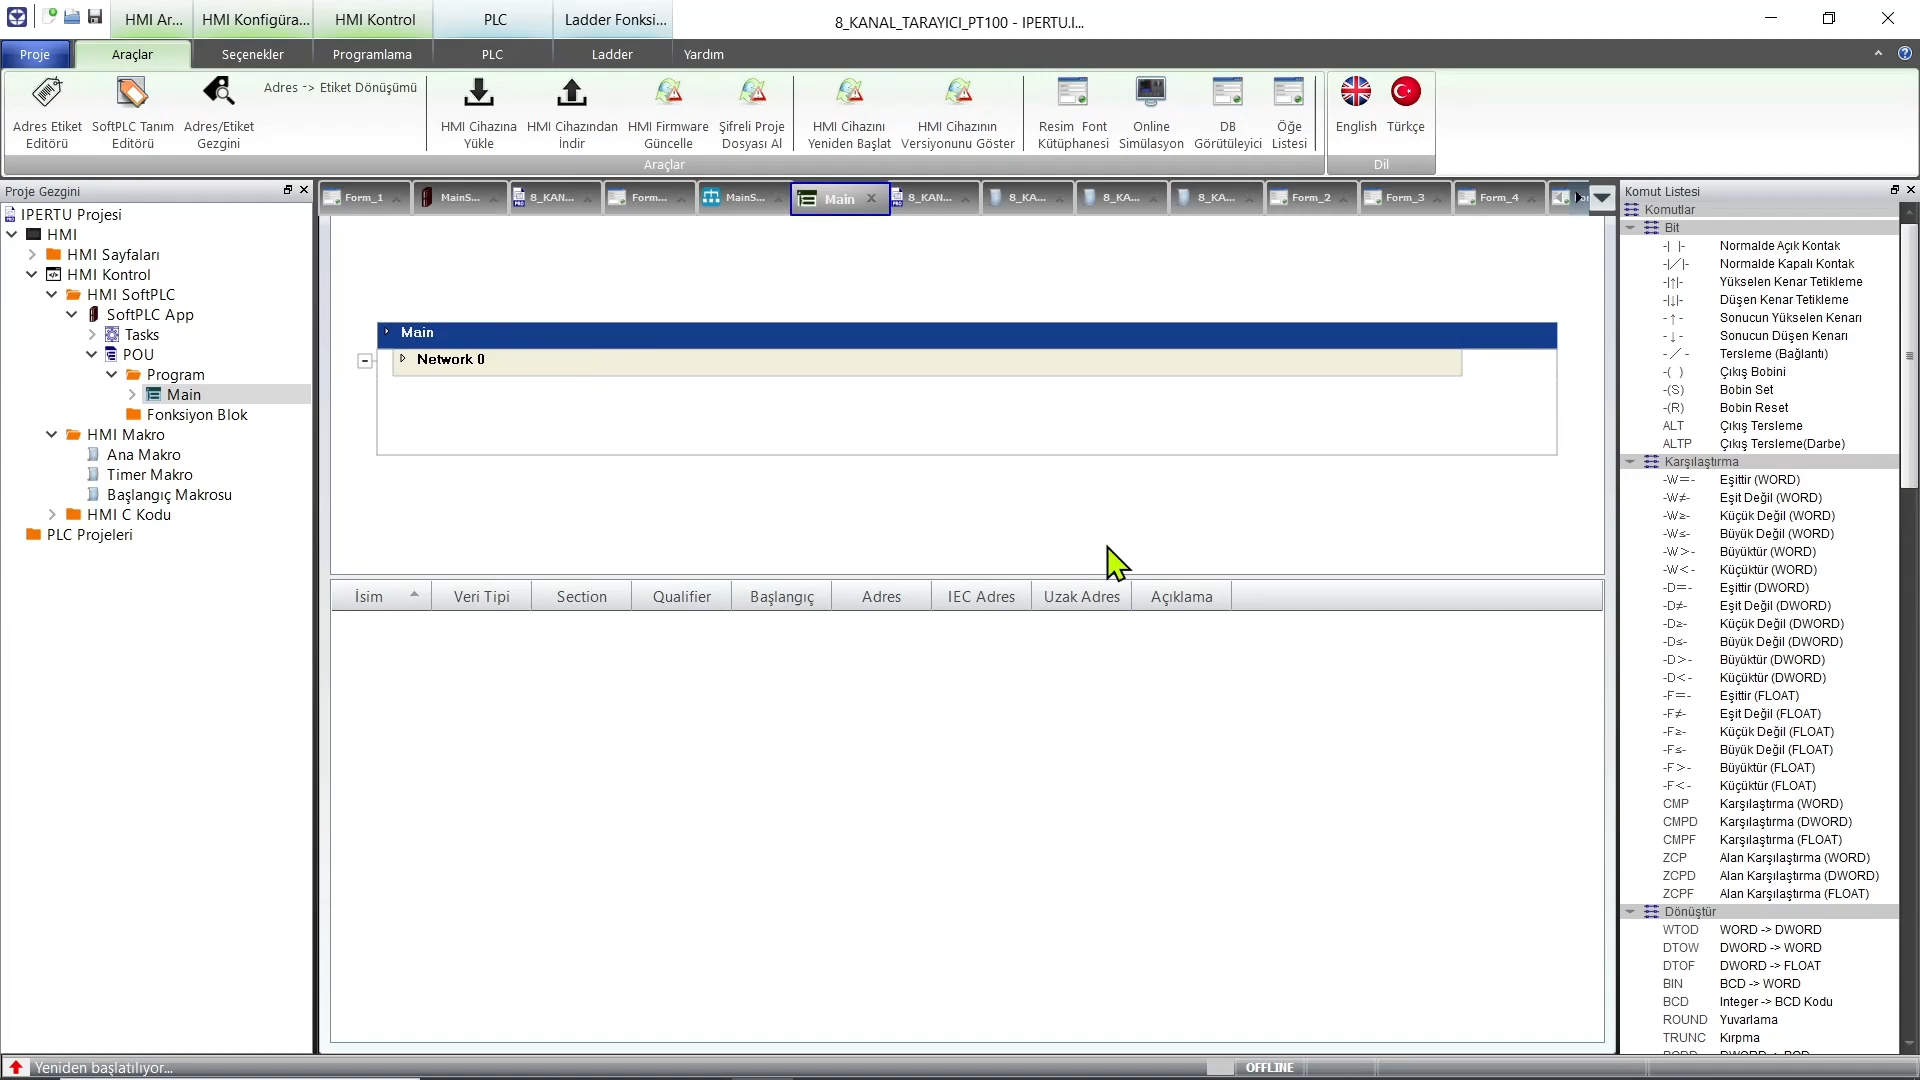 HMI Ar...
HMI Konfigüra...
HMI Kontrol
PLC
Ladder Fonksi...
8_KANAL_TARAYICI_PT100 - IPERTU.I...
Proje
Araçlar
Seçenekler
Programlama
PLC
Ladder
Yardım
Adres Etiket
Editörü
SoftPLC Tanım
Editörü
Adres/Etiket
Gezgini
Adres -> Etiket Dönüşümü
HMI Cihazına
Yükle
HMI Cihazından
İndir
HMI Firmware
Güncelle
Şifreli Proje
Dosyası Al
HMI Cihazını
Yeniden Başlat
HMI Cihazının
Versiyonunu Göster
Resim Font
Kütüphanesi
Online
Simülasyon
DB
Görütüleyici
Öğe
Listesi
English
Türkçe
Araçlar
Dil
Proje Gezgini
IPERTU Projesi
HMI
HMI Sayfaları
HMI Kontrol
HMI SoftPLC
SoftPLC App
Tasks
POU
Program
Main
Fonksiyon Blok
HMI Makro
Ana Makro
Timer Makro
Başlangıç Makrosu
HMI C Kodu
PLC Projeleri
Form_1
MainS...
8_KAN...
Form...
MainS...
Main
8_KAN...
8_KA...
8_KA...
8_KA...
Form_2
Form_3
Form_4
Main
Network 0
İsim
Veri Tipi
Section
Qualifier
Başlangıç
Adres
IEC Adres
Uzak Adres
Açıklama
Komut Listesi
Komutlar
Bit
-| |- Normalde Açık Kontak
-|/|- Normalde Kapalı Kontak
-|↑|- Yükselen Kenar Tetikleme
-|↓|- Düşen Kenar Tetikleme
-↑- Sonucun Yükselen Kenarı
-↓- Sonucun Düşen Kenarı
-/- Tersleme (Bağlantı)
-( ) Çıkış Bobini
-(S) Bobin Set
-(R) Bobin Reset
ALT Çıkış Tersleme
ALTP Çıkış Tersleme(Darbe)
Karşılaştırma
-W=- Eşittir (WORD)
-W≠- Eşit Değil (WORD)
-W≥- Küçük Değil (WORD)
-W≤- Büyük Değil (WORD)
-W>- Büyüktür (WORD)
-W<- Küçüktür (WORD)
-D=- Eşittir (DWORD)
-D≠- Eşit Değil (DWORD)
-D≥- Küçük Değil (DWORD)
-D≤- Büyük Değil (DWORD)
-D>- Büyüktür (DWORD)
-D<- Küçüktür (DWORD)
-F=- Eşittir (FLOAT)
-F≠- Eşit Değil (FLOAT)
-F≥- Küçük Değil (FLOAT)
-F≤- Büyük Değil (FLOAT)
-F>- Büyüktür (FLOAT)
-F<- Küçüktür (FLOAT)
CMP Karşılaştırma (WORD)
CMPD Karşılaştırma (DWORD)
CMPF Karşılaştırma (FLOAT)
ZCP Alan Karşılaştırma (WORD)
ZCPD Alan Karşılaştırma (DWORD)
ZCPF Alan Karşılaştırma (FLOAT)
Dönüştür
WTOD WORD -> DWORD
DTOW DWORD -> WORD
DTOF DWORD -> FLOAT
BIN BCD -> WORD
BCD Integer -> BCD Kodu
ROUND Yuvarlama
TRUNC Kırpma
Yeniden başlatılıyor...
OFFLINE